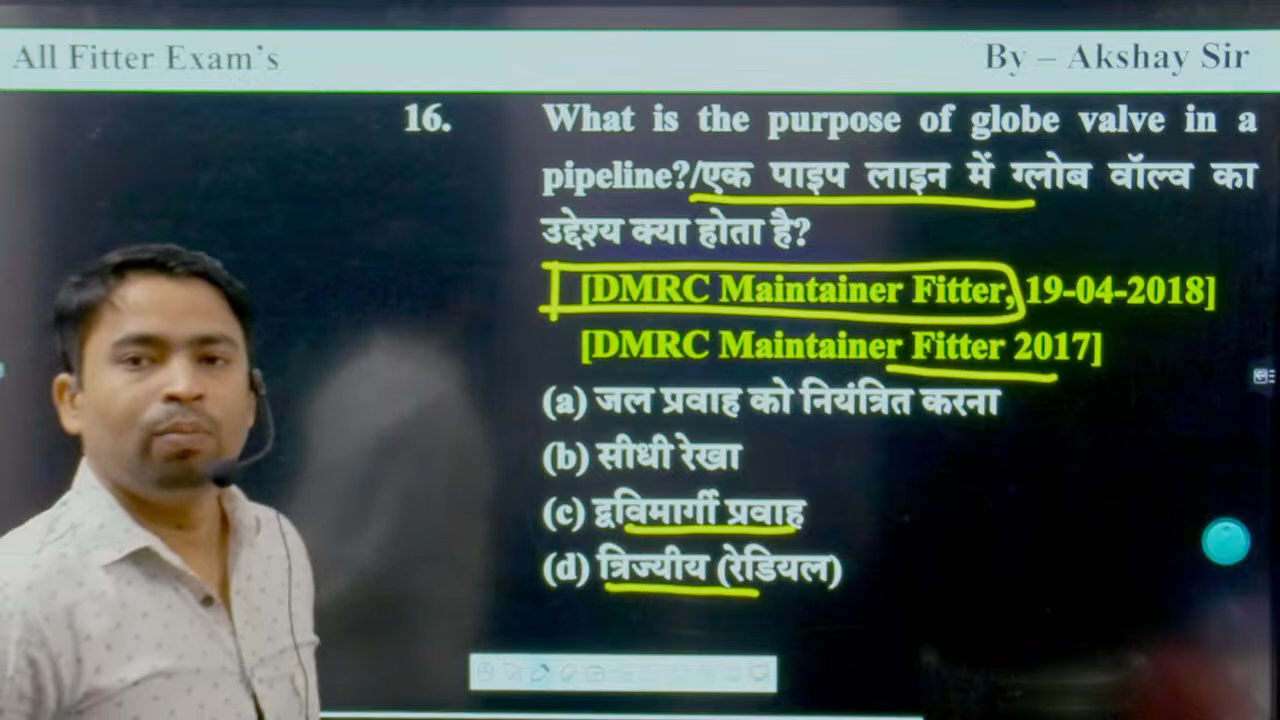 All Fitter Exam's
By – Akshay Sir
16. What is the purpose of globe valve in a
pipeline?/एक पाइप लाइन में ग्लोब वॉल्व का
उद्देश्य क्या होता है?
[DMRC Maintainer Fitter, 19-04-2018]
[DMRC Maintainer Fitter 2017]
(a) जल प्रवाह को नियंत्रित करना
(b) सीधी रेखा
(c) द्वविमार्गी प्रवाह
(d) त्रिज्यीय (रेडियल)